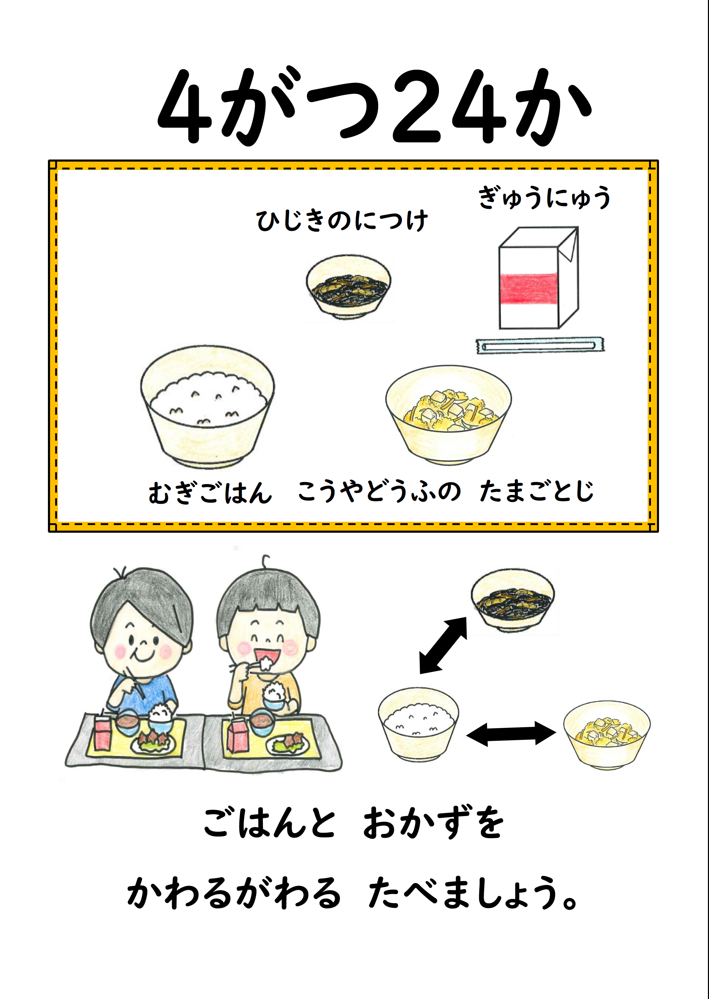 4がつ24か
ぎゅうにゅう
ひじきのにつけ
むぎごはん
こうやどうふの たまごとじ
ごはんと おかずを
かわるがわる たべましょう。